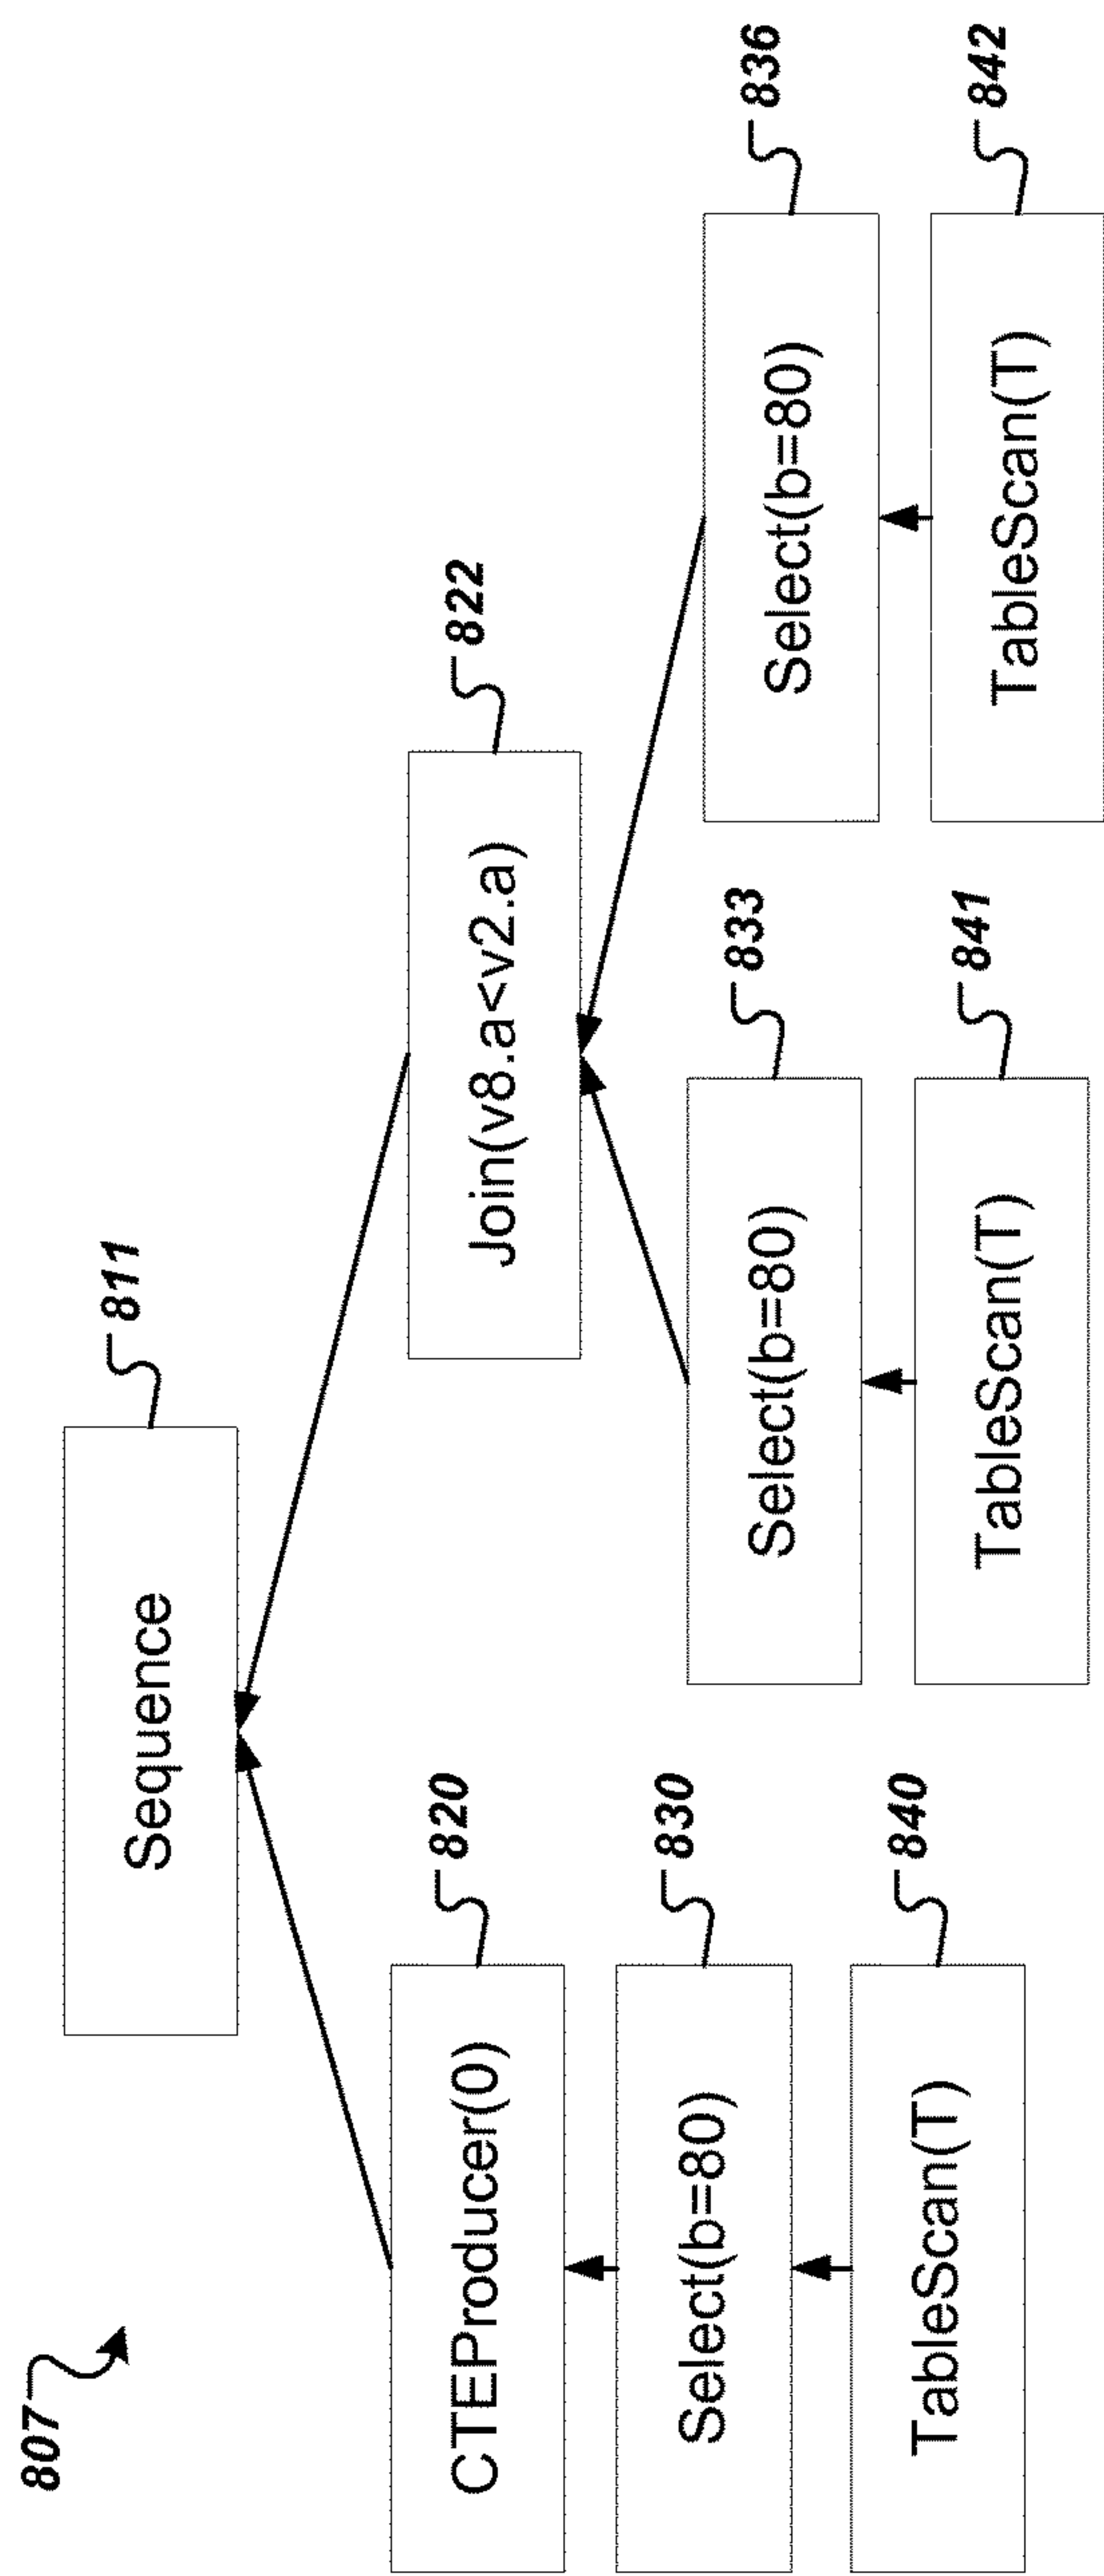 807
Sequence
811
CTEProducer(0)
820
Join(v8.a<v2.a)
822
Select(b=80)
830
Select(b=80)
833
Select(b=80)
836
TableScan(T)
840
TableScan(T)
841
TableScan(T)
842